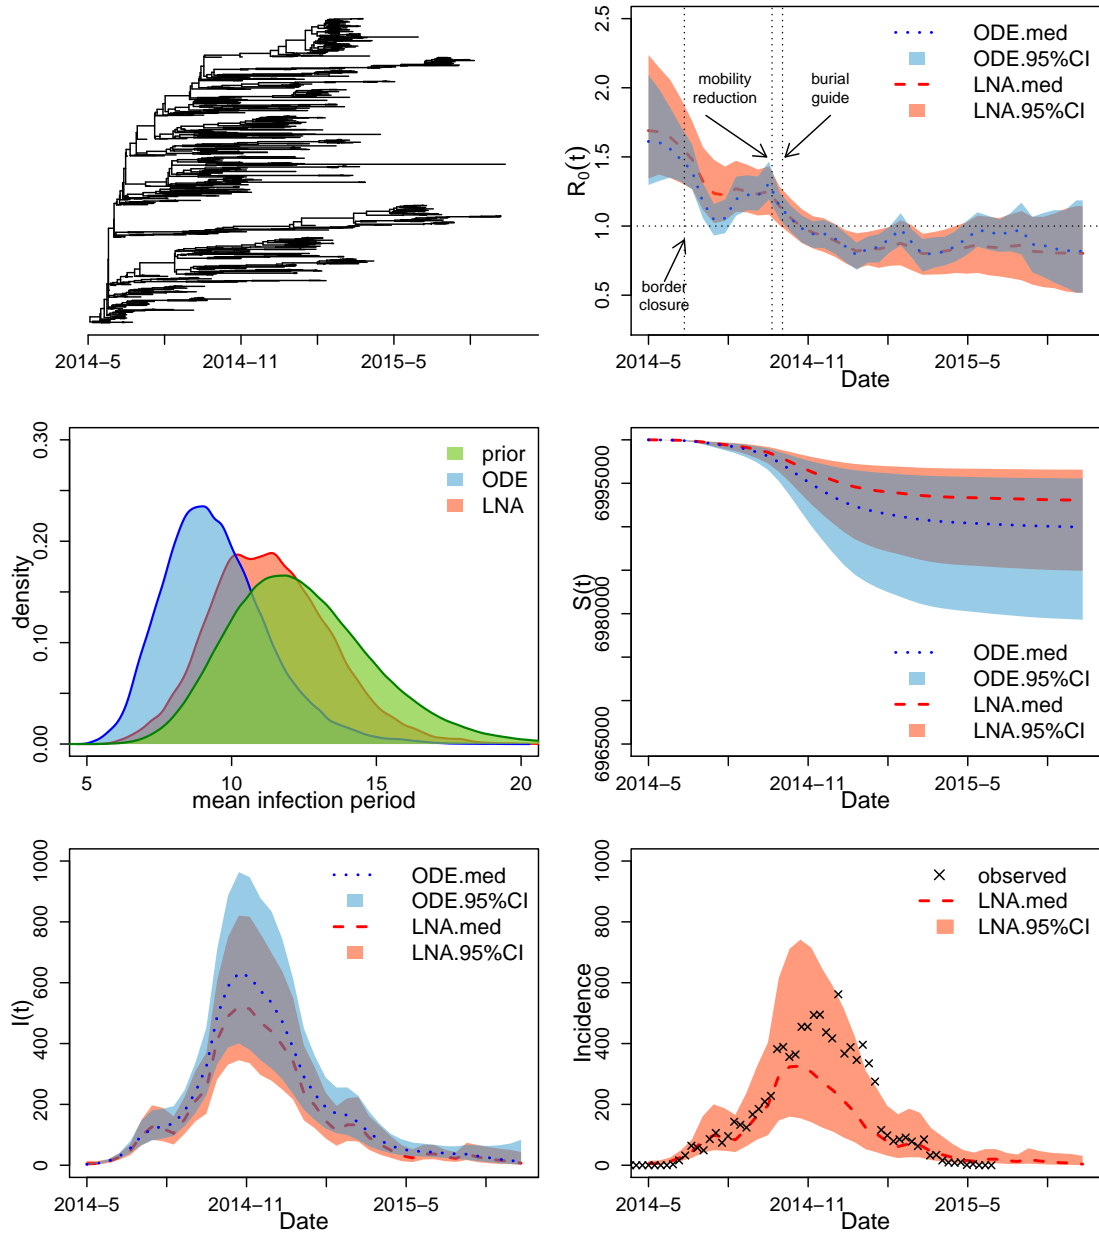 2014−5
2014−11
2015−5
2.5
2.0
1.5
1.0
0.5
R0(t)
ODE.med
ODE.95%CI
LNA.med
LNA.95%CI
mobility
reduction
burial
guide
border
closure
2014−5
2014−11
2015−5
Date
0.30
0.20
0.10
0.00
density
prior
ODE
LNA
5
10
15
20
mean infection period
6995000
6980000
6965000
S(t)
ODE.med
ODE.95%CI
LNA.med
LNA.95%CI
2014−5
2014−11
2015−5
Date
1000
800
600
400
200
0
I(t)
ODE.med
ODE.95%CI
LNA.med
LNA.95%CI
2014−5
2014−11
2015−5
Date
1000
800
600
400
200
0
Incidence
observed
LNA.med
LNA.95%CI
2014−5
2014−11
2015−5
Date